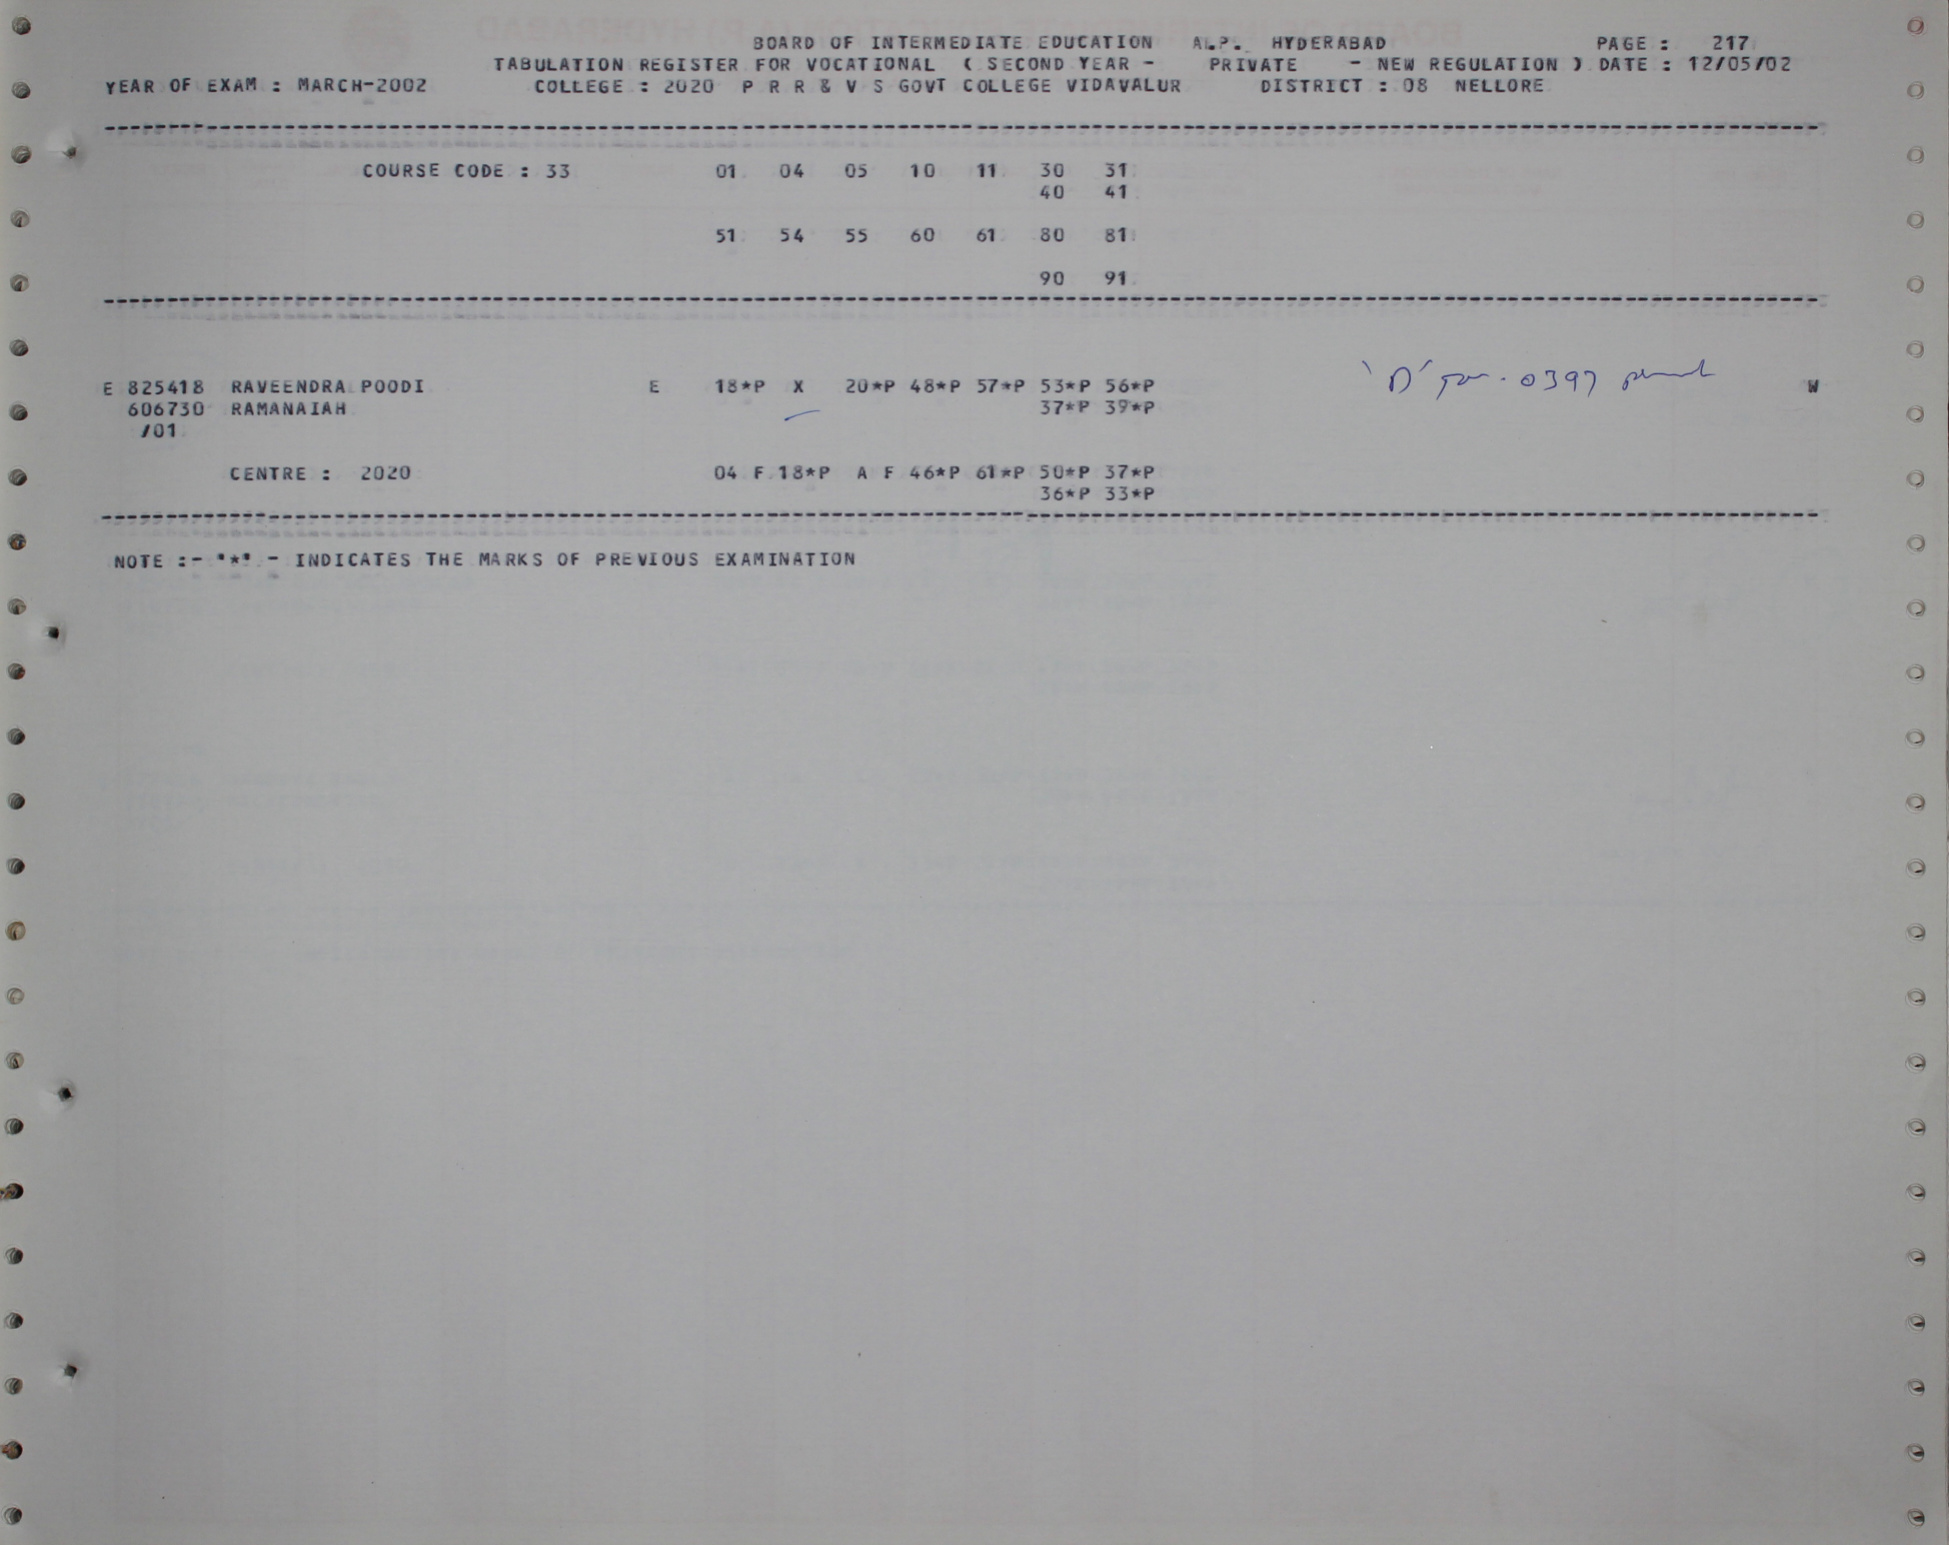 BOARD OF INTERMEDIATE EDUCATION A.P. HYDERABAD PAGE : 217
TABULATION REGISTER FOR VOCATIONAL ( SECOND YEAR - PRIVATE - NEW REGULATION ) DATE : 12/05/02
YEAR OF EXAM : MARCH-2002 COLLEGE : 2020 P R R & V S GOVT COLLEGE VIDAVALUR DISTRICT : 08 NELLORE
COURSE CODE : 33 01 04 05 10 11 30 31
40 41
51 54 55 60 61 80 81
90 91
E 825418 RAVEENDRA POODI E 18*P X 20*P 48*P 57*P 53*P 56*P 'D' 0397 W
606730 RAMANAIAH 37*P 39*P
/01
CENTRE : 2020 04 F 18*P A F 46*P 61*P 50*P 37*P
36*P 33*P
NOTE :- "*" - INDICATES THE MARKS OF PREVIOUS EXAMINATION